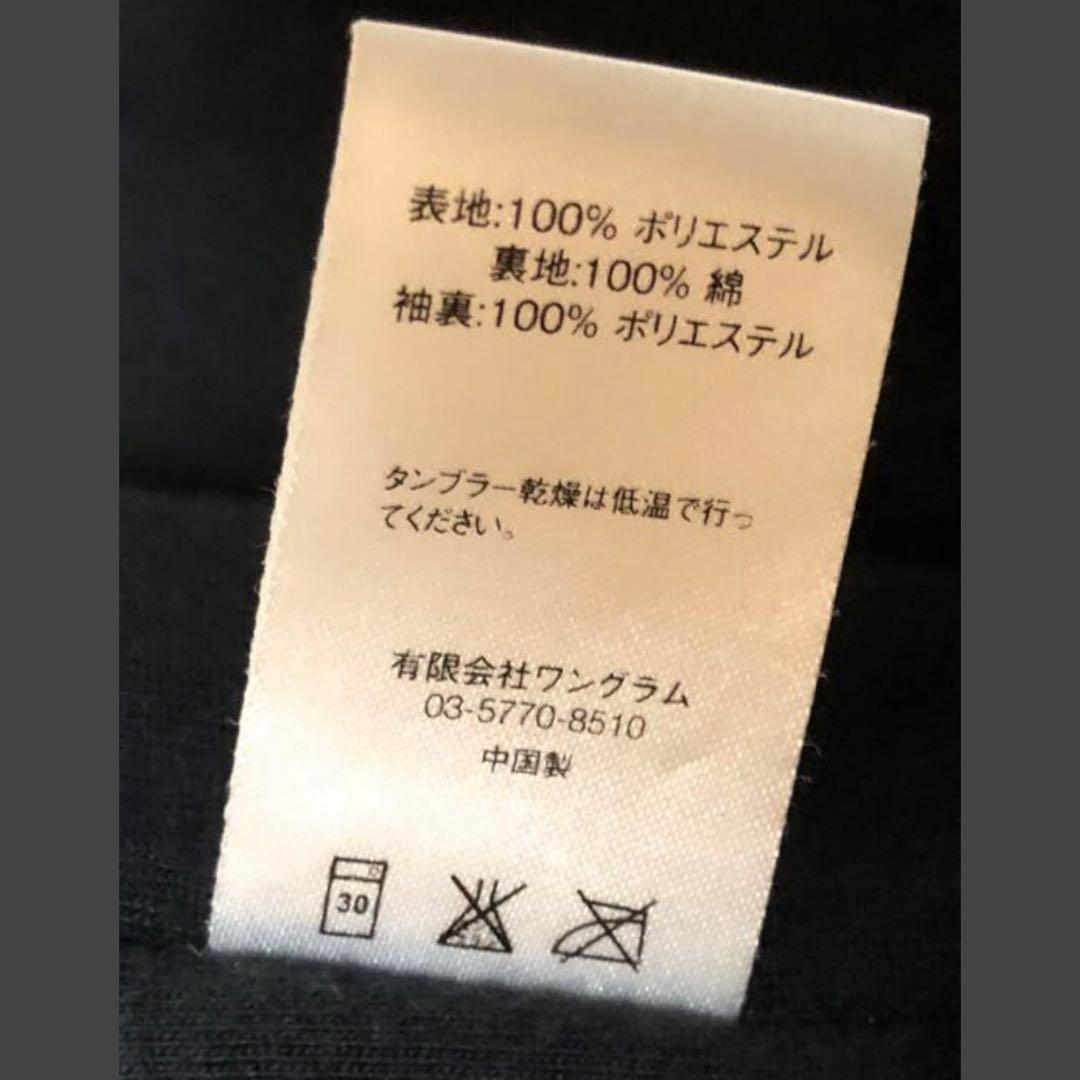 表地:100% ポリエステル
裏地:100% 綿
袖裏:100% ポリエステル
タンブラー乾燥は低温で行っ
てください。
有限会社ワングラム
03-5770-8510
中国製
30